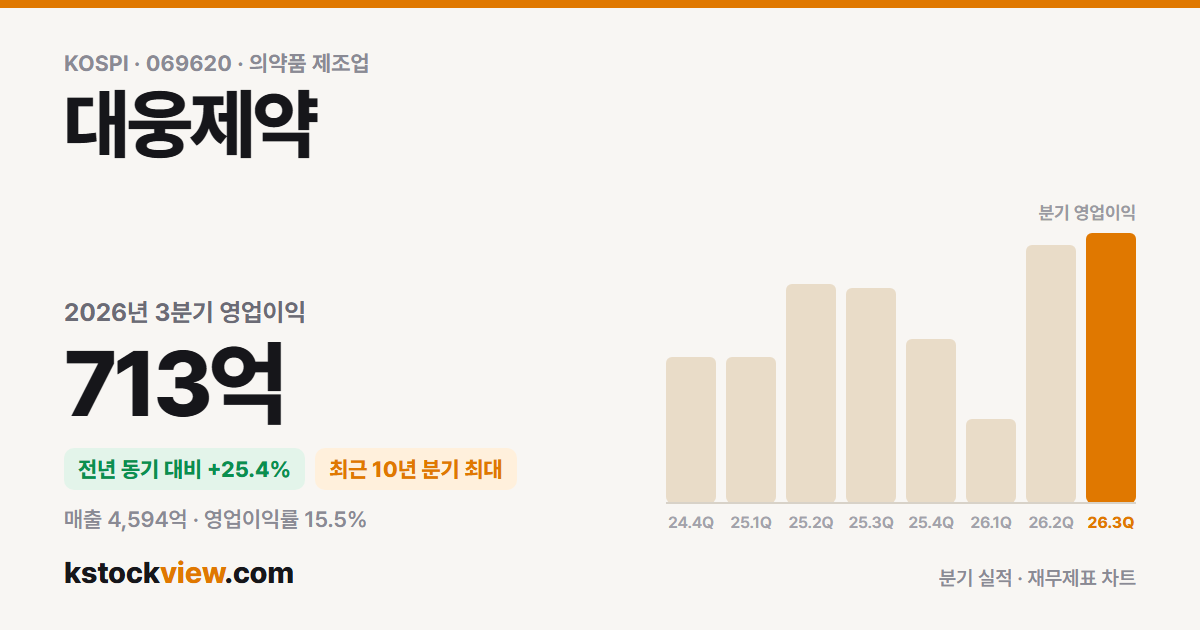 KOSPI · 069620 · 의약품 제조업
대웅제약
분기 영업이익
2026년 3분기 영업이익
713억
전년 동기 대비 +25.4% 최근 10년 분기 최대
매출 4,594억 · 영업이익률 15.5%
24.4Q 25.1Q 25.2Q 25.3Q 25.4Q 26.1Q 26.2Q 26.3Q
kstockview.com
분기 실적 · 재무제표 차트